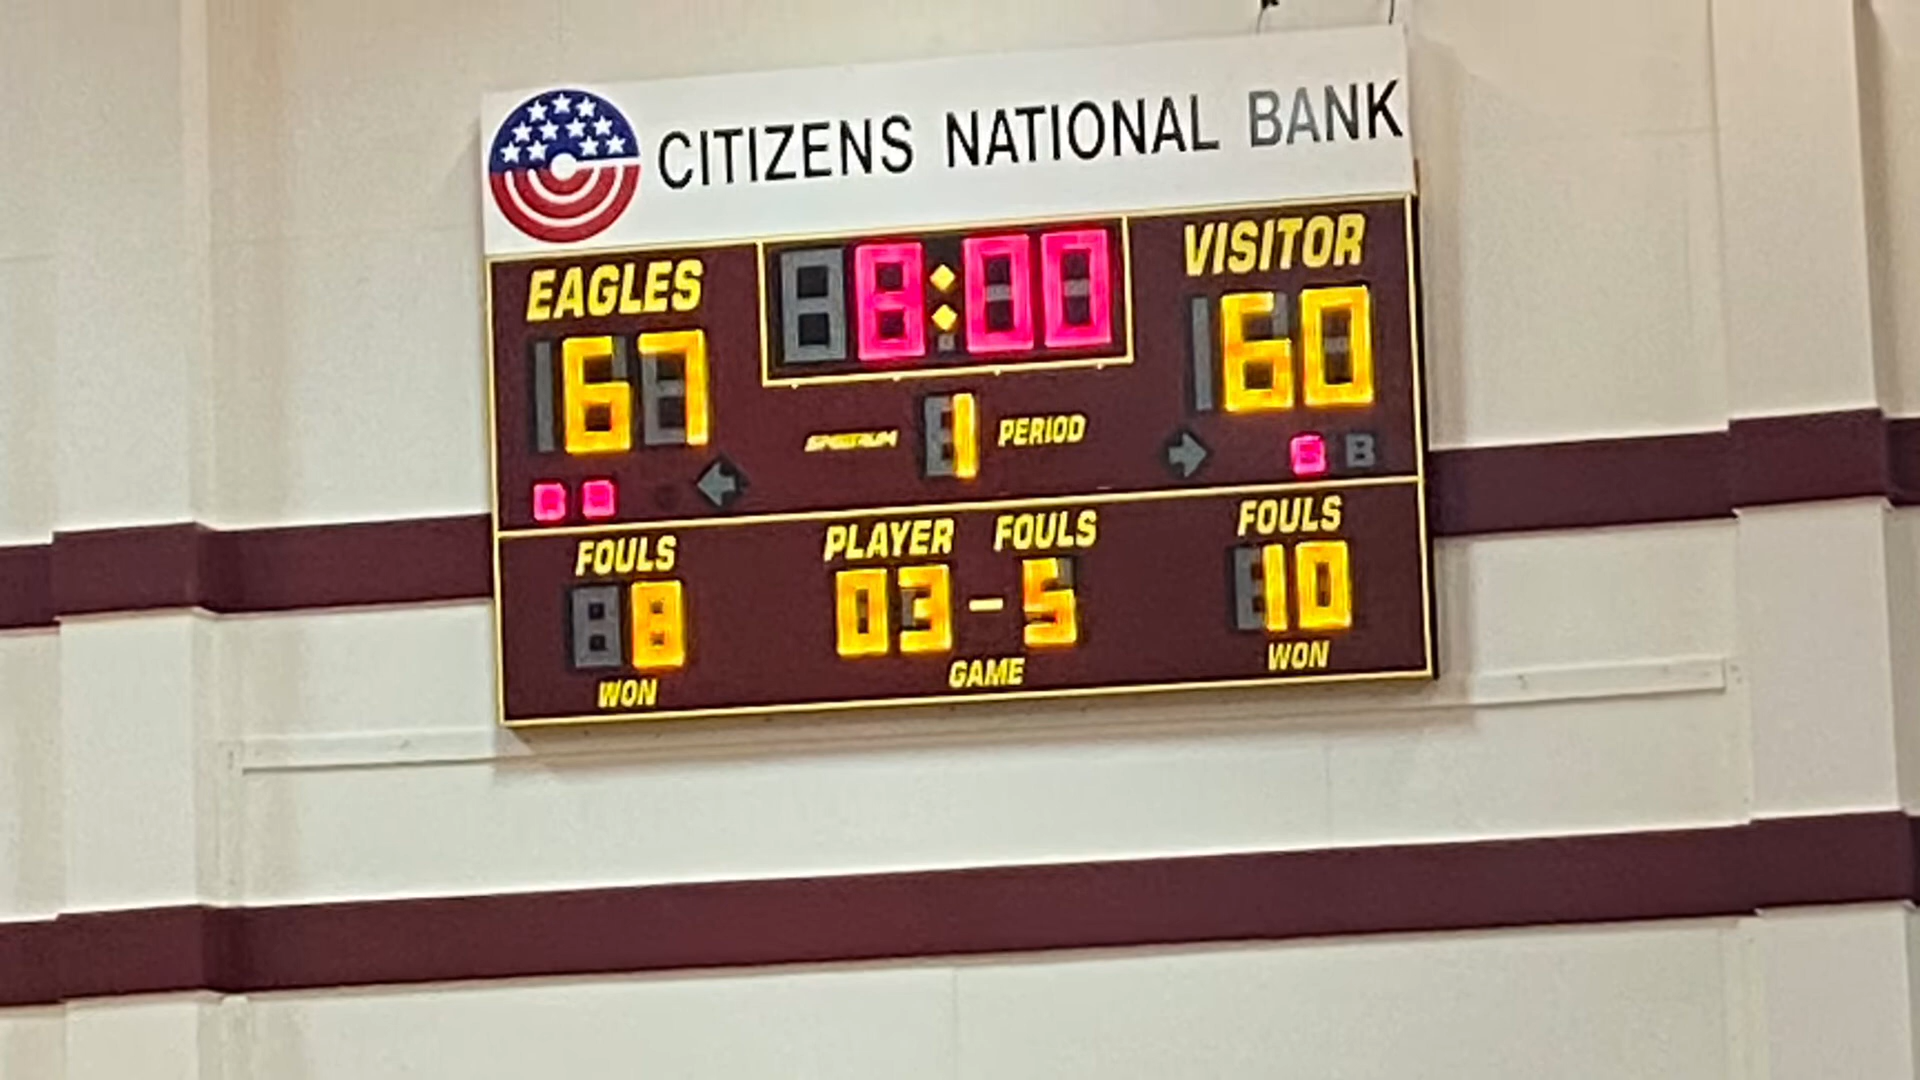 CITIZENS NATIONAL BANK
EAGLES 8:00 VISITOR
67 60
SPECTRUM 1 PERIOD
B
FOULS PLAYER FOULS FOULS
8 03-5 10
WON GAME WON